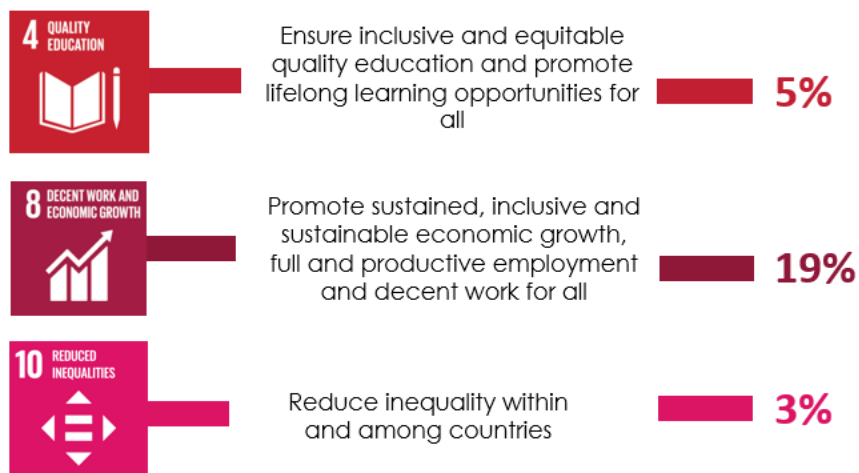 4 QUALITY
EDUCATION
Ensure inclusive and equitable
quality education and promote
lifelong learning opportunities for
all
5%
8 DECENT WORK AND
ECONOMIC GROWTH
Promote sustained, inclusive and
sustainable economic growth,
full and productive employment
and decent work for all
19%
10 REDUCED
INEQUALITIES
Reduce inequality within
and among countries
3%